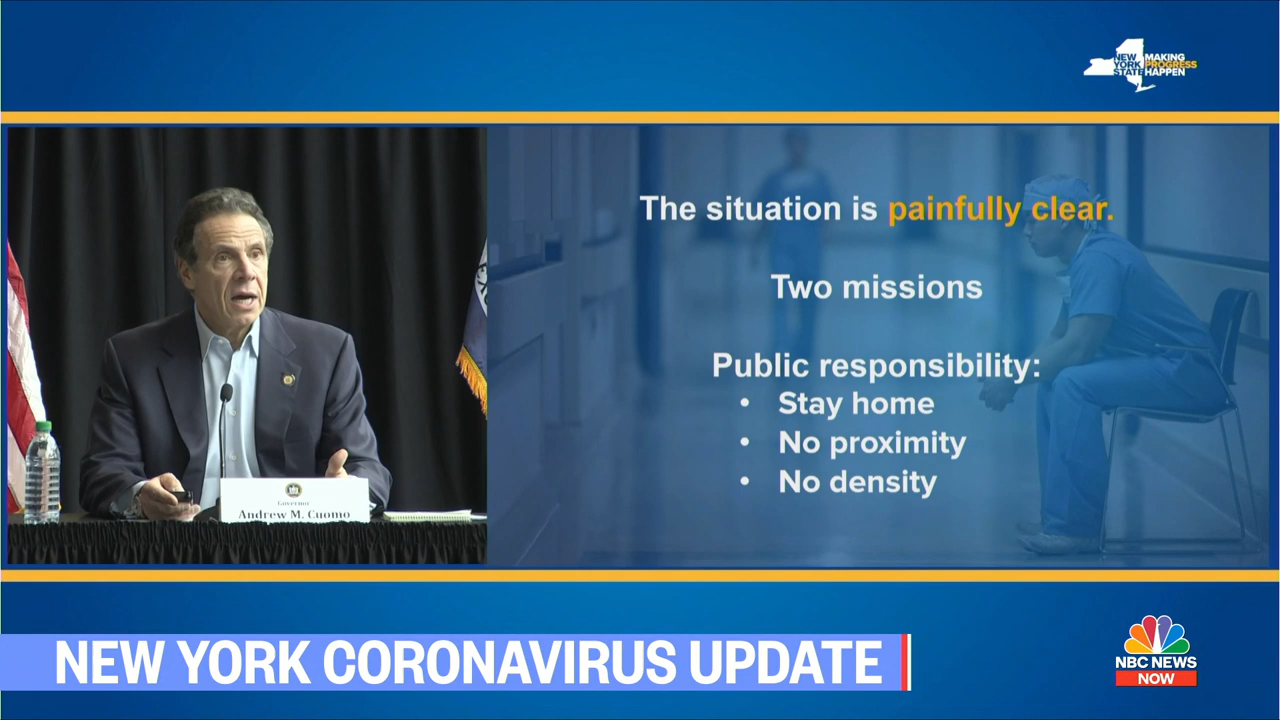 NEW
YORK
STATE
MAKING
PROGRESS
HAPPEN
The situation is painfully clear.
Two missions
Public responsibility:
• Stay home
• No proximity
• No density
Governor
Andrew M. Cuomo
NEW YORK CORONAVIRUS UPDATE
NBC NEWS
NOW